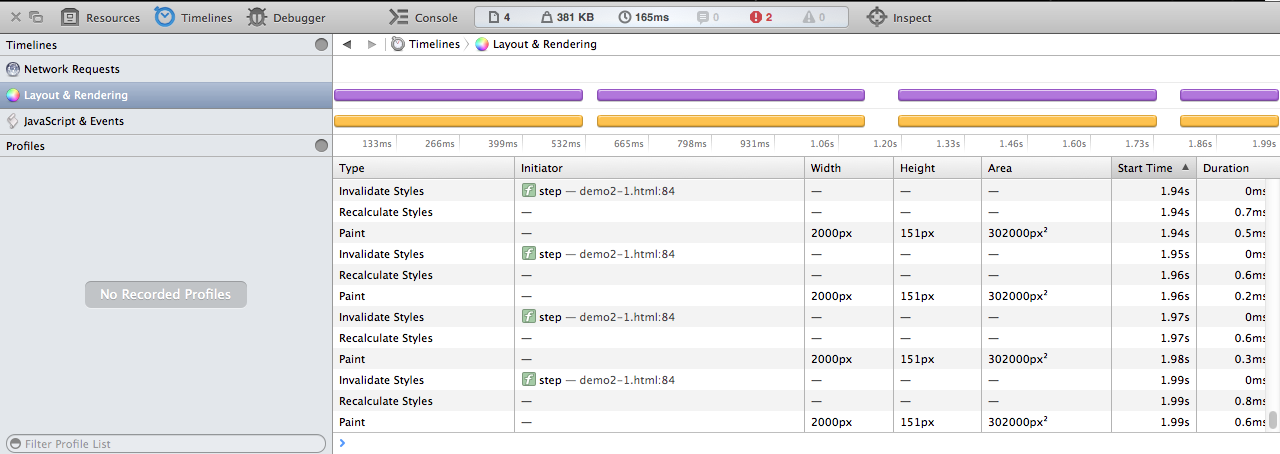 Resources Timelines Debugger Console 4 381 KB 165ms 0 2 0 Inspect
Timelines
Timelines Layout & Rendering
Network Requests
Layout & Rendering
JavaScript & Events
Profiles
133ms 266ms 399ms 532ms 665ms 798ms 931ms 1.06s 1.20s 1.33s 1.46s 1.60s 1.73s 1.86s 1.99s
Type Initiator Width Height Area Start Time Duration
Invalidate Styles f step — demo2-1.html:84 — — — 1.94s 0ms
Recalculate Styles — — — — 1.94s 0.7ms
Paint — 2000px 151px 302000px² 1.94s 0.5ms
Invalidate Styles f step — demo2-1.html:84 — — — 1.95s 0ms
Recalculate Styles — — — — 1.96s 0.6ms
Paint — 2000px 151px 302000px² 1.96s 0.2ms
Invalidate Styles f step — demo2-1.html:84 — — — 1.97s 0ms
Recalculate Styles — — — — 1.97s 0.6ms
Paint — 2000px 151px 302000px² 1.98s 0.3ms
Invalidate Styles f step — demo2-1.html:84 — — — 1.99s 0ms
Recalculate Styles — — — — 1.99s 0.8ms
Paint — 2000px 151px 302000px² 1.99s 0.6ms
No Recorded Profiles
Filter Profile List